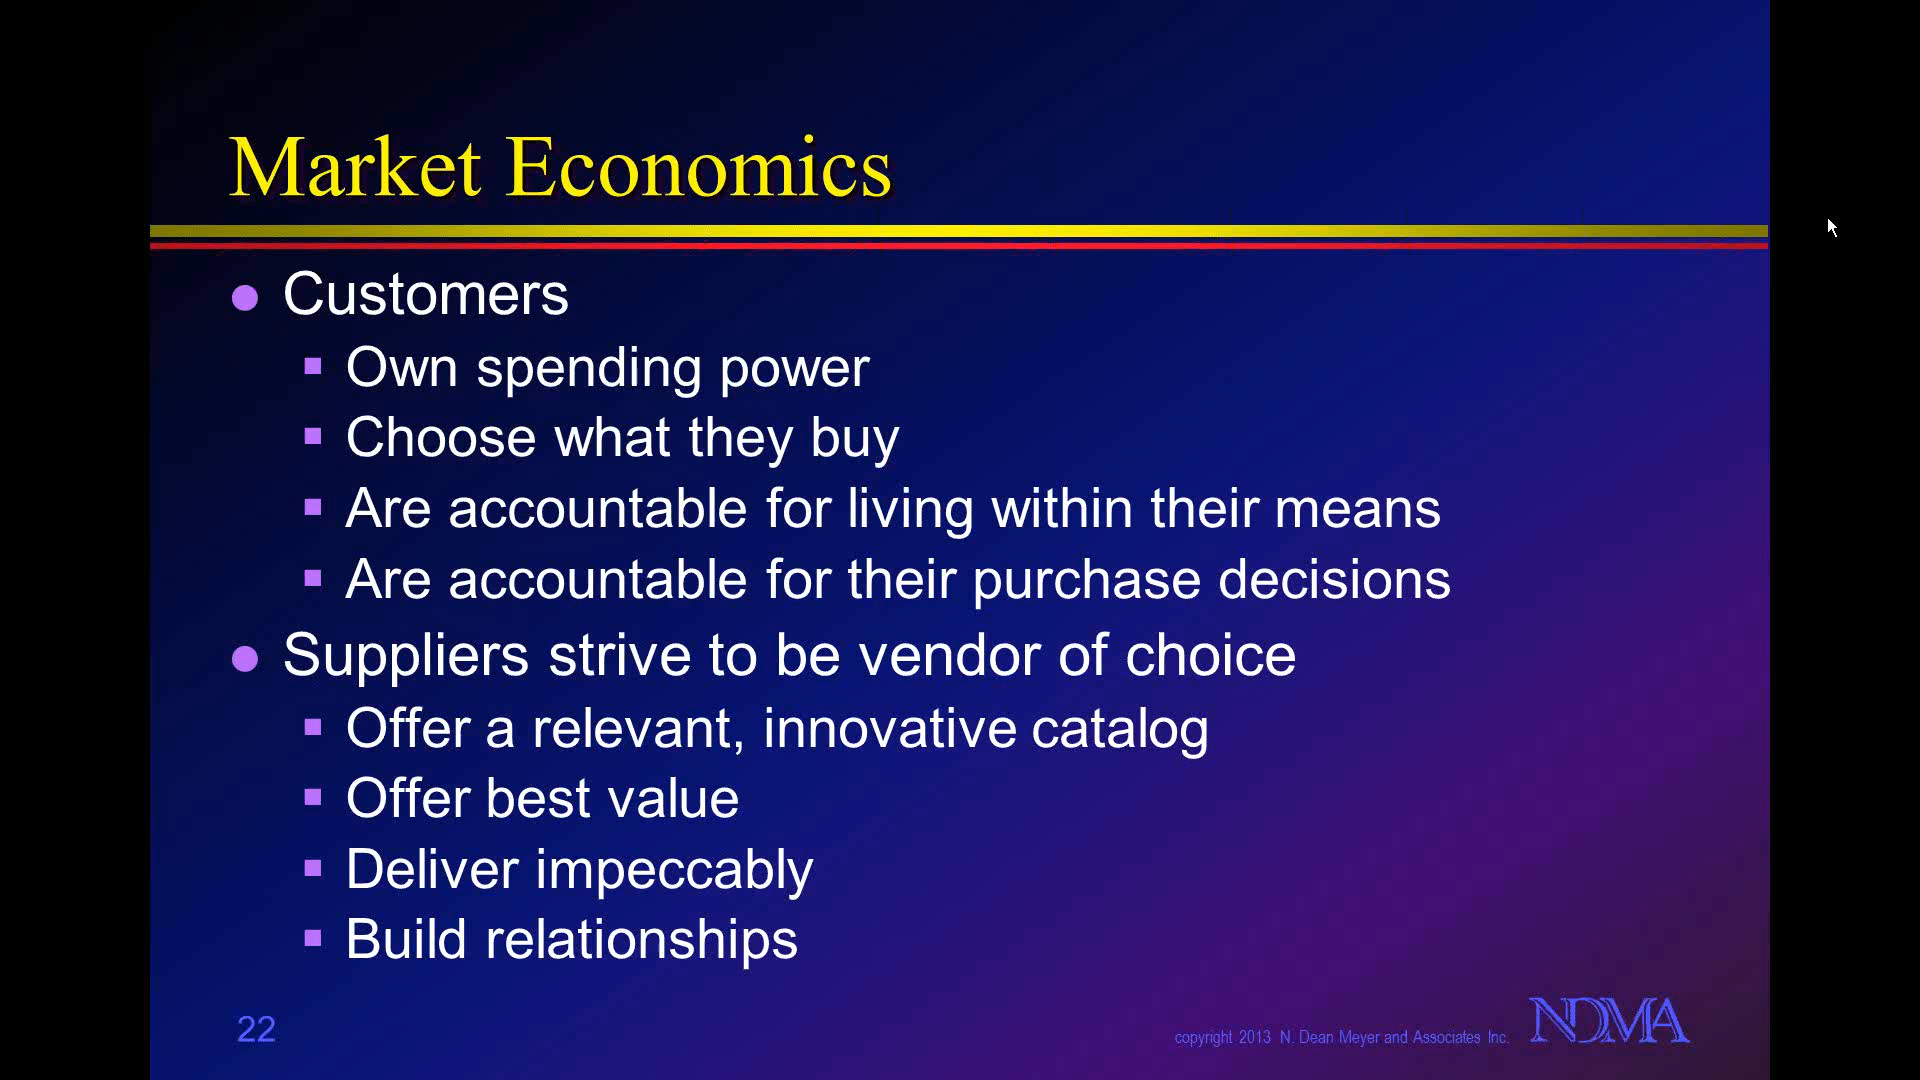 Market Economics
Customers
Own spending power
Choose what they buy
Are accountable for living within their means
Are accountable for their purchase decisions
Suppliers strive to be vendor of choice
Offer a relevant, innovative catalog
Offer best value
Deliver impeccably
Build relationships
22
copyright 2013 N. Dean Meyer and Associates Inc.
NDMA